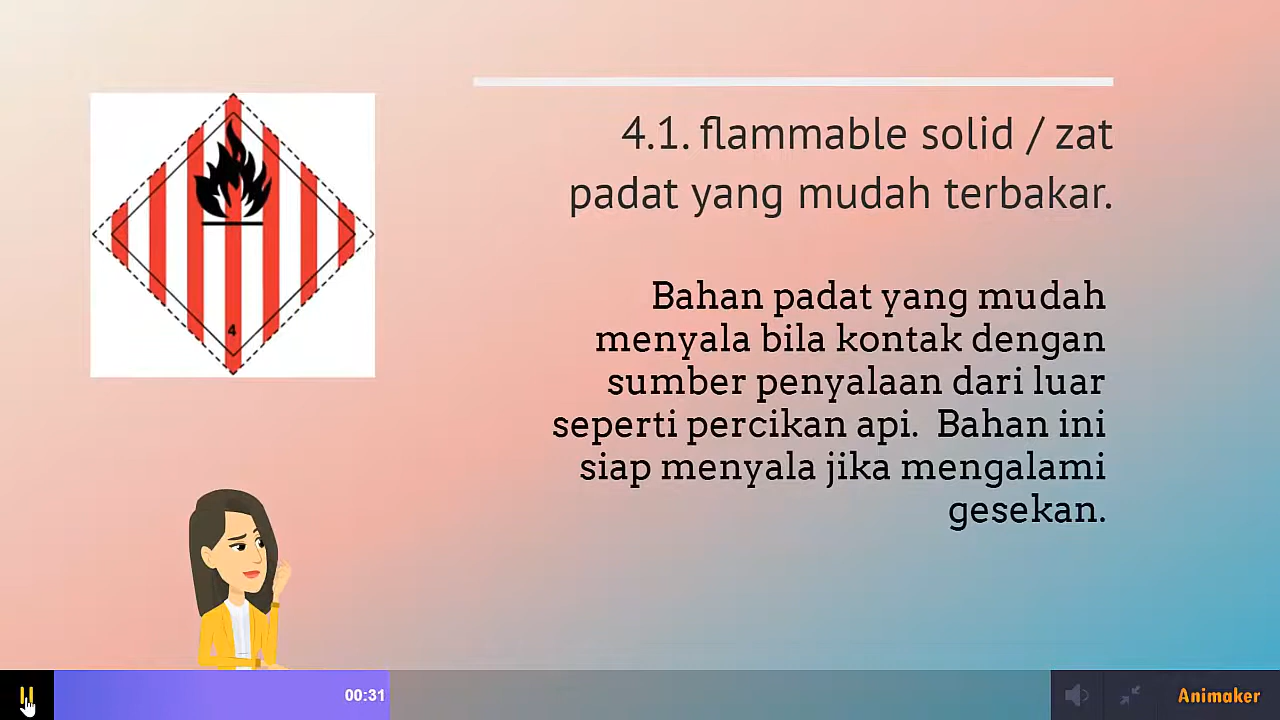 4.1. flammable solid / zat
padat yang mudah terbakar.
Bahan padat yang mudah
menyala bila kontak dengan
sumber penyalaan dari luar
seperti percikan api.  Bahan ini
siap menyala jika mengalami
gesekan.
4
00:31
Animaker